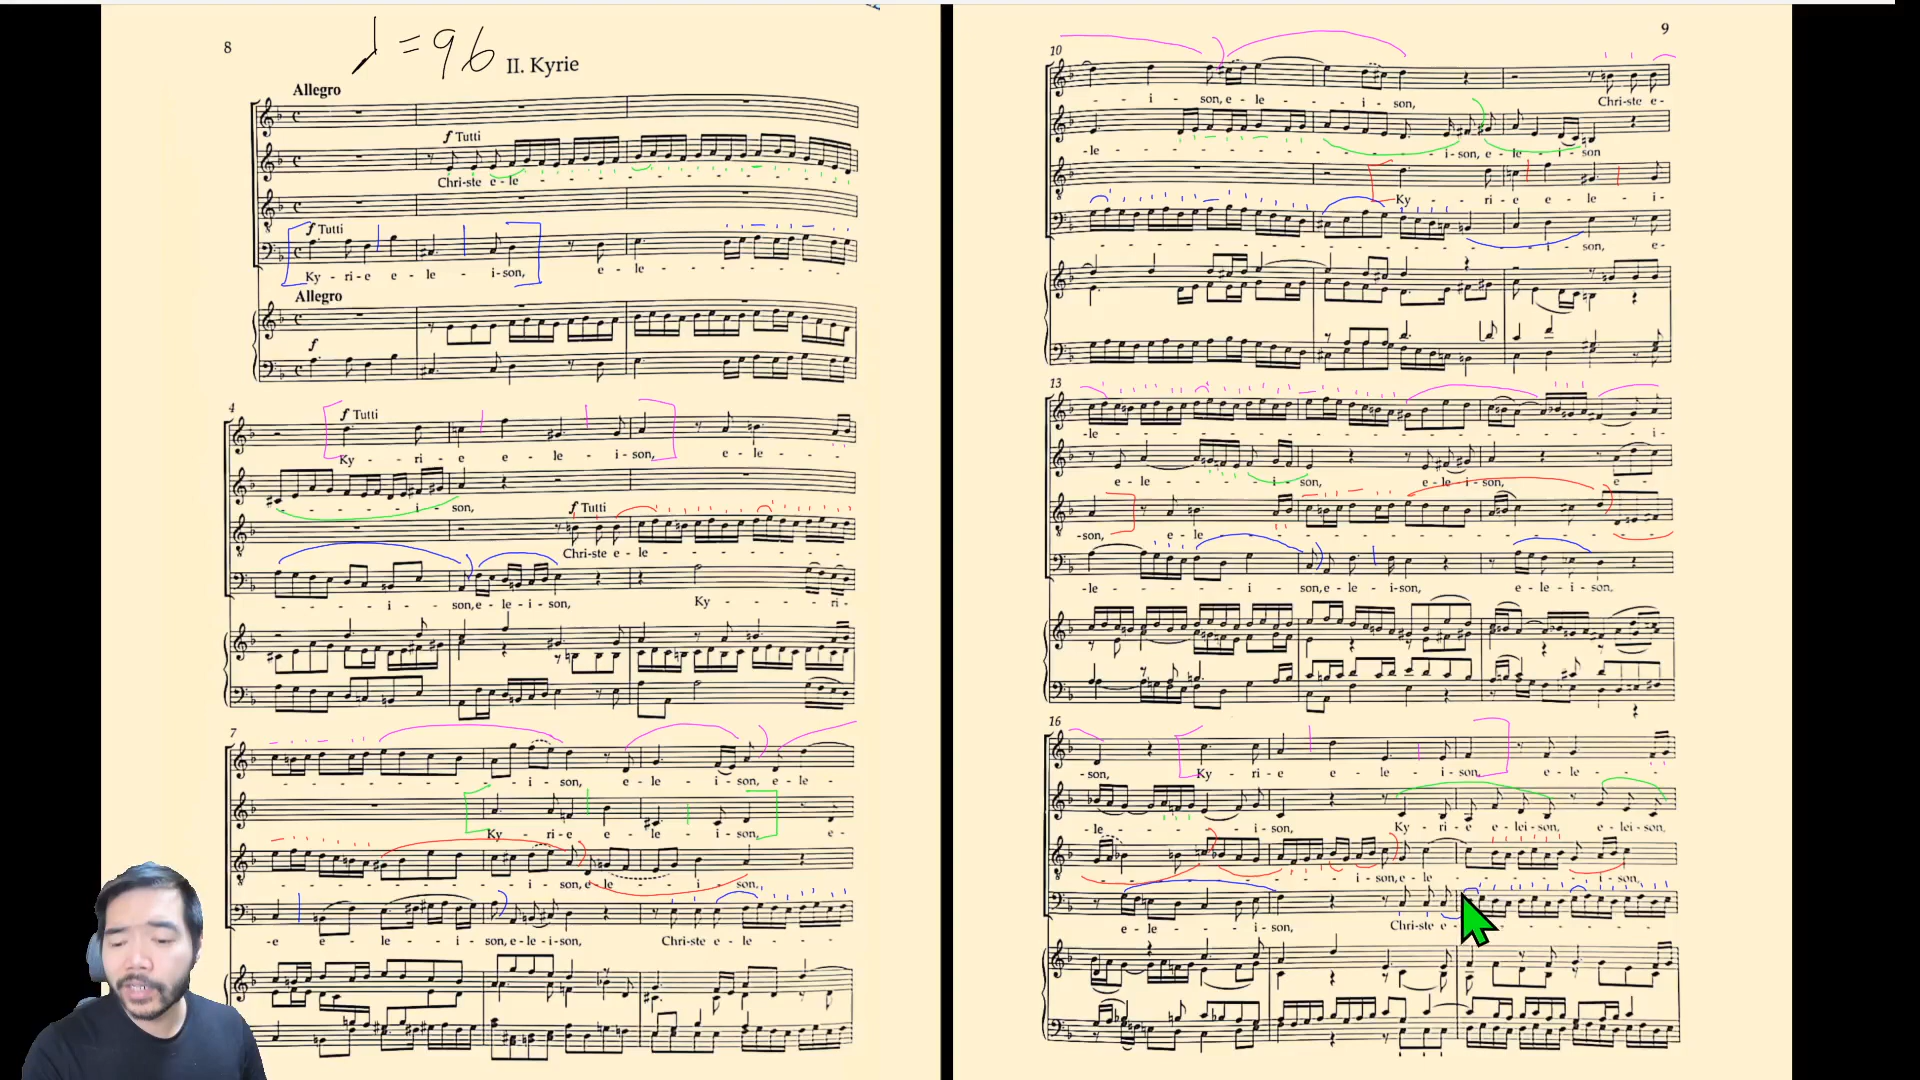 8
♩ = 96
II. Kyrie
Allegro
f Tutti
Chri-ste e - le - - - - - - - - - - -
f Tutti
Ky - ri - e e - le - i - son, e - le - - - -
Allegro
f
4
f Tutti
Ky - ri - e e - le - i - son, e - le - -
- - - - i - son,
f Tutti
Chri-ste e - le - - - - - - -
- - - - i - son, e - le - i - son, Ky - - ri -
7
- - - - - - i - son, e - le - - i - son, e - le -
Ky - ri - e e - le - i - son, e -
- - - - - - i - son, e - le - - i - son,
-e e - le - - i - son, e - le - i - son, Chri-ste e - le - - -
9
10
- - i - son, e - le - - i - son, Chri-ste e -
-le - - - - - - - - i - son, e - le - i - son
Ky - ri - e e - le - i -
- - - - - - - - - - - - i - son, e -
13
-le - - - - - - - - - - - - i -
e - le - - - i - son, e - le - i - son, e -
-son, e - le - - - - - - - - - -
-le - - - i - son, e - le - i - son, e - le - i - son,
16
-son, Ky - ri - e e - le - i - son, e - le - -
-le - - - i - son, Ky - ri - e e - lei - son, e - lei - son,
- - - - - - - - i - son, e - le - - - - - i - son,
e - le - - i - son, Chri-ste e - - - - - - -